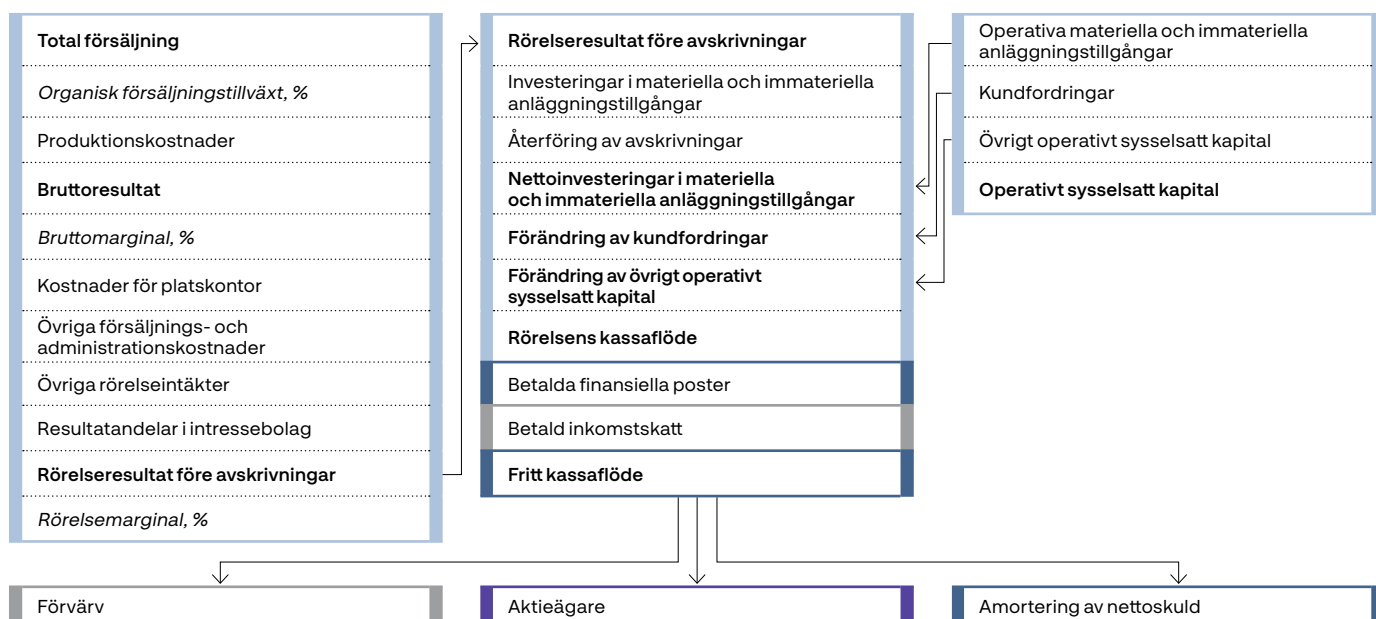 Total försäljning
Organisk försäljningstillväxt, %
Produktionskostnader
Bruttoresultat
Bruttomarginal, %
Kostnader för platskontor
Övriga försäljnings- och
administrationskostnader
Övriga rörelseintäkter
Resultatandelar i intressebolag
Rörelseresultat före avskrivningar
Rörelsemarginal, %
Rörelseresultat före avskrivningar
Investeringar i materiella och immateriella
anläggningstillgångar
Återföring av avskrivningar
Nettoinvesteringar i materiella
och immateriella anläggningstillgångar
Förändring av kundfordringar
Förändring av övrigt operativt
sysselsatt kapital
Rörelsens kassaflöde
Betalda finansiella poster
Betald inkomstskatt
Fritt kassaflöde
Operativa materiella och immateriella
anläggningstillgångar
Kundfordringar
Övrigt operativt sysselsatt kapital
Operativt sysselsatt kapital
Förvärv
Aktieägare
Amortering av nettoskuld